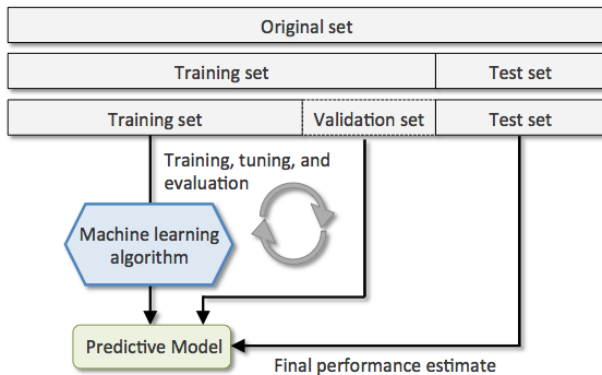 Original set
Training set
Test set
Training set
Validation set
Test set
Training, tuning, and
evaluation
Machine learning
algorithm
Predictive Model
Final performance estimate